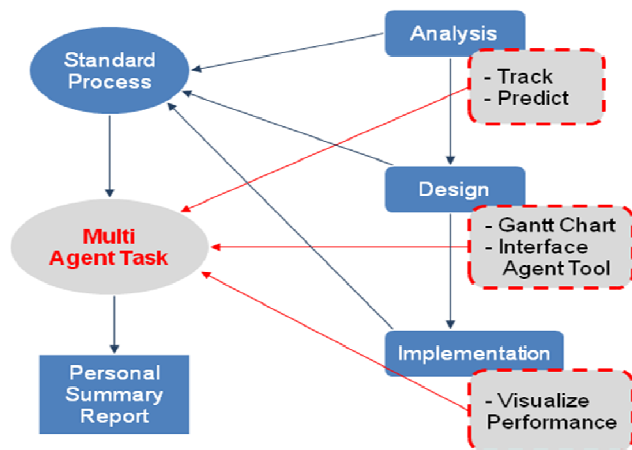 Analysis
Standard
Process
- Track
- Predict
Design
Multi
Agent Task
- Gantt Chart
- Interface
Agent Tool
Implementation
Personal
Summary
Report
- Visualize
Performance